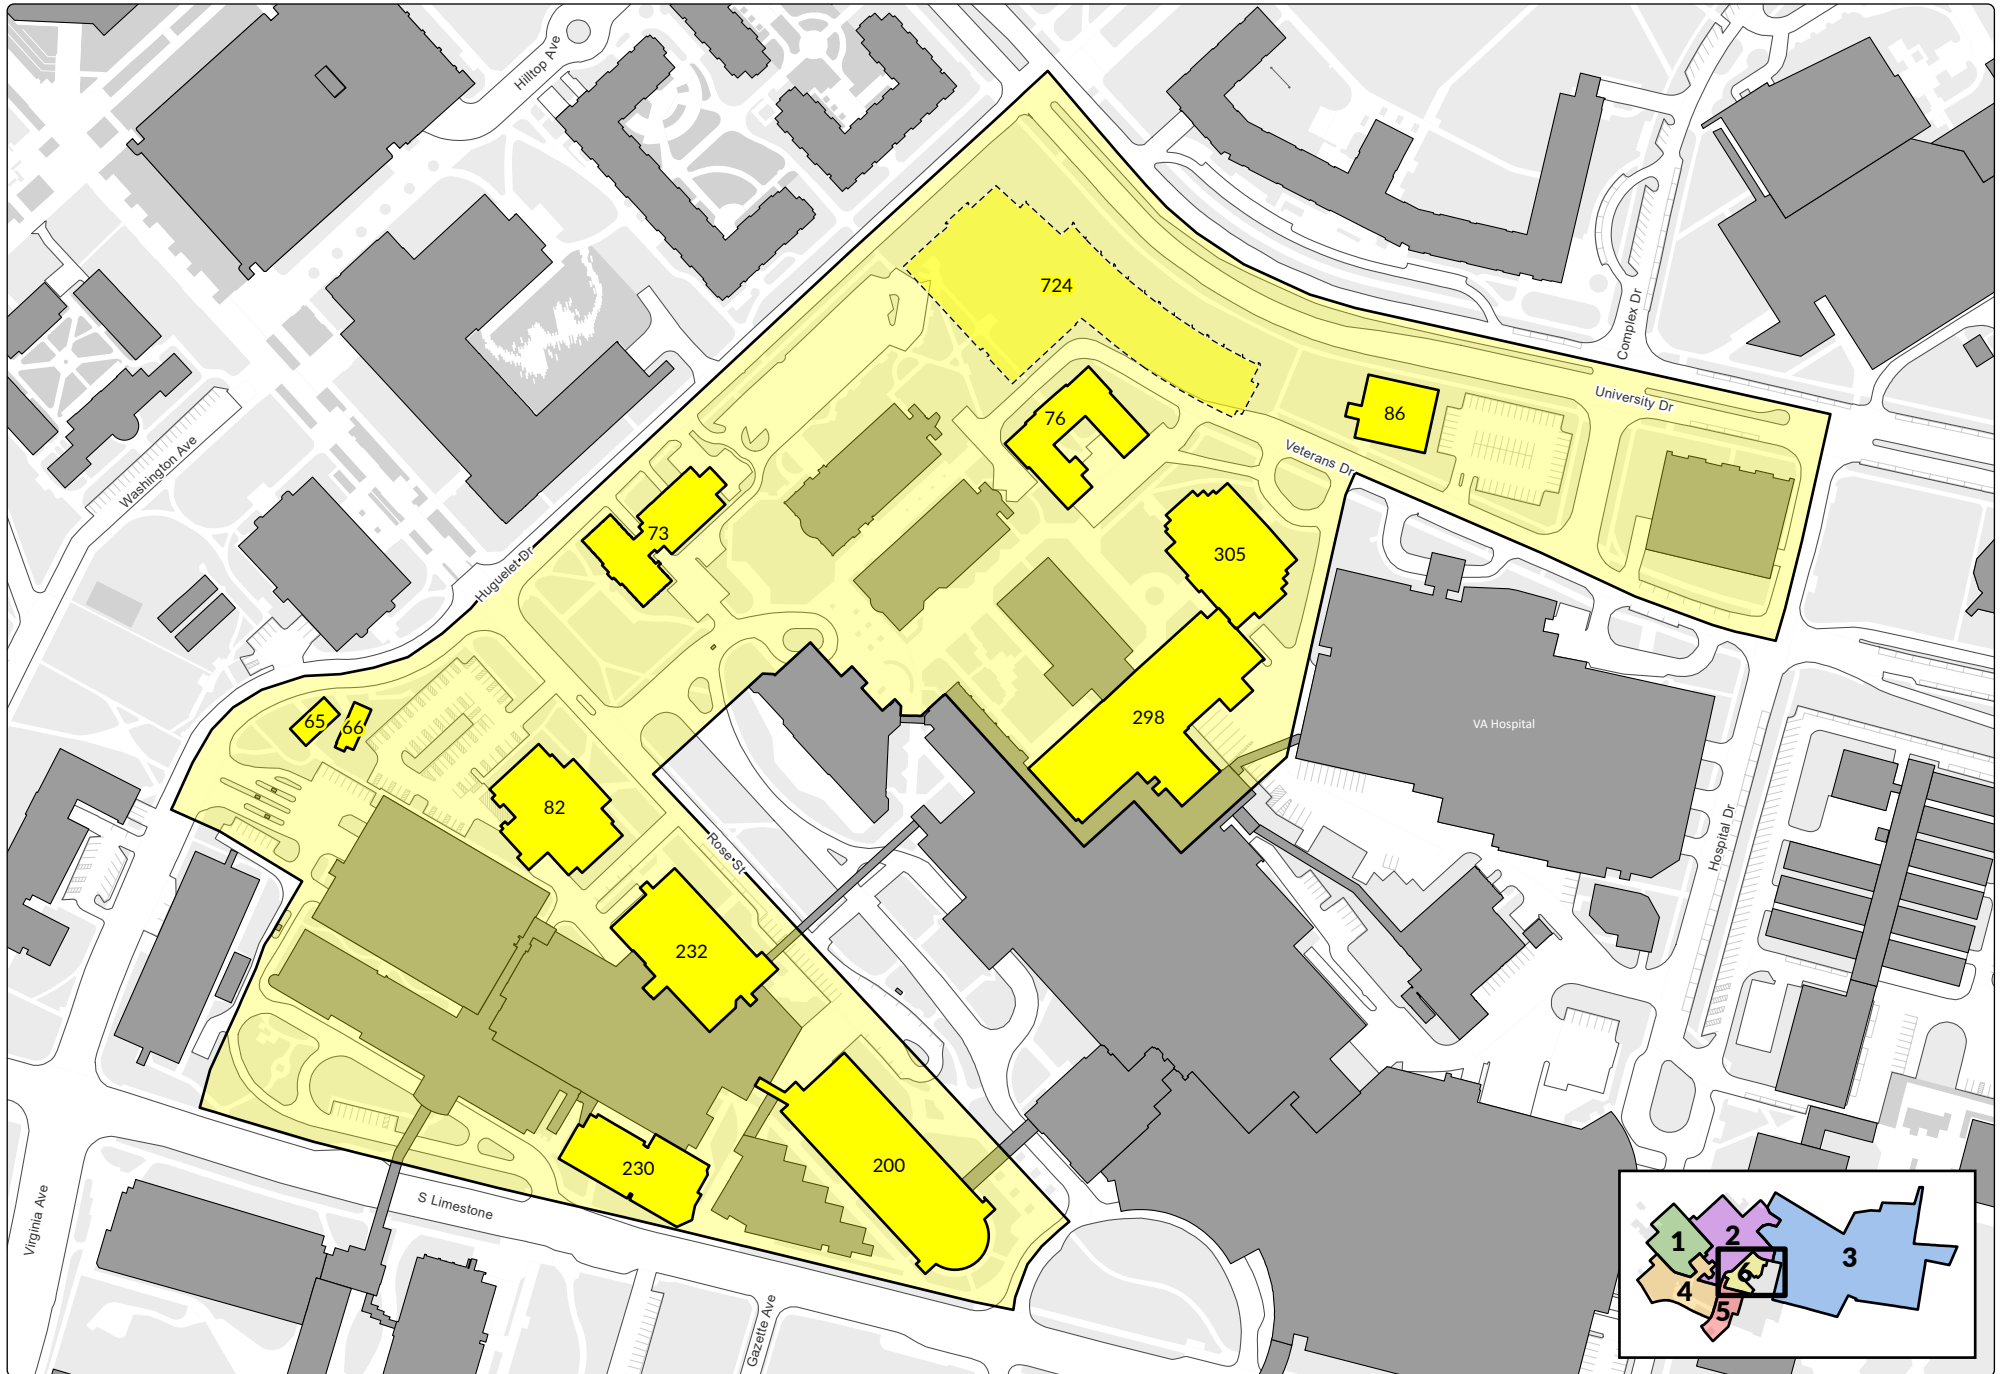 Hilltop Ave
724
Complex Dr
University Dr
76
86
Veterans Dr
Washington Ave
73
305
Huguelet Dr
65
66
298
VA Hospital
82
Rose St
Hospital Dr
232
230
200
S Limestone
Virginia Ave
Gazette Ave
1
2
3
4
5
6